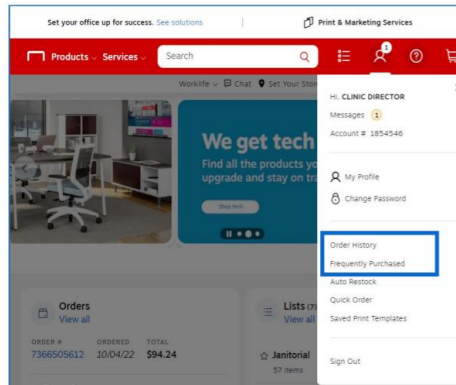 Set your office up for success. See solutions
Print & Marketing Services
Products Services Search
1
Worklife Chat Set Your Stor
We get tech
Find all the products yo
upgrade and stay on tra
Shop tech
Hi, CLINIC DIRECTOR
Messages 1
Account # 1854546
My Profile
Change Password
Order History
Frequently Purchased
Auto Restock
Quick Order
Saved Print Templates
Sign Out
Orders
View all
ORDER # ORDERED TOTAL
7366505612 10/04/22 $94.24
Lists (7)
View all
Janitorial
57 items